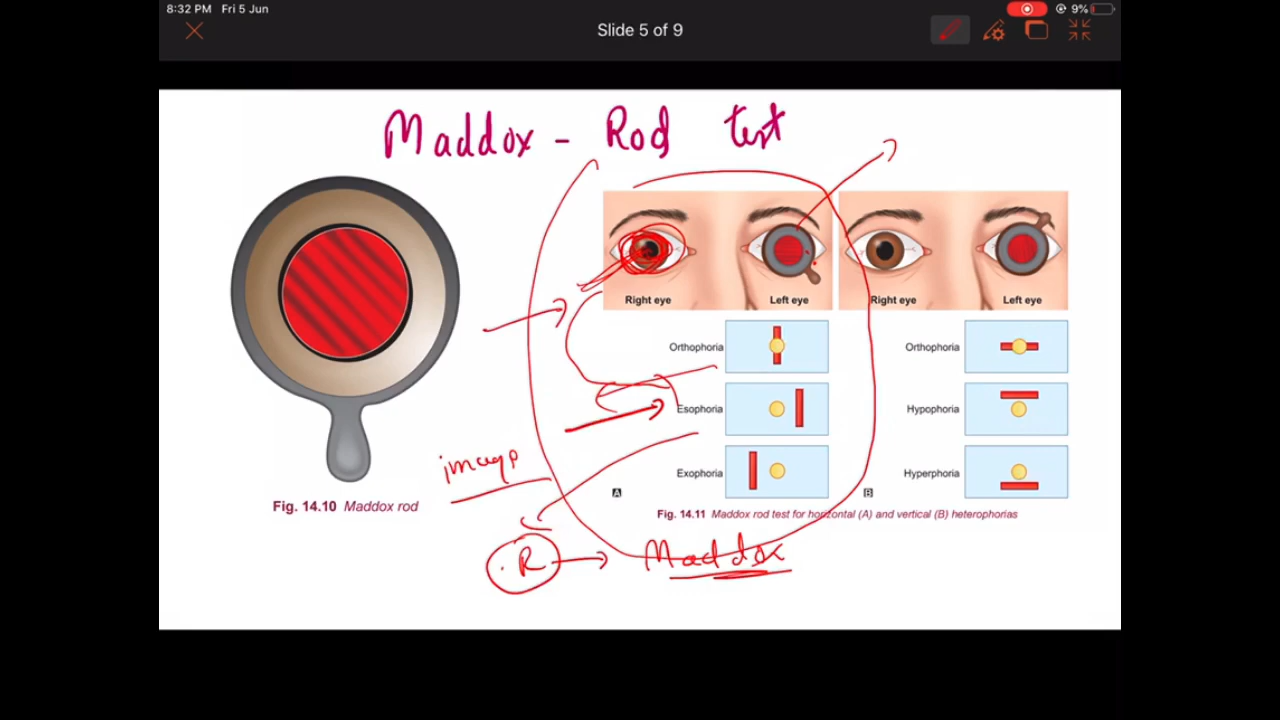 8:32 PM Fri 5 Jun
9%
Slide 5 of 9
Maddox - Rod test
Right eye
Left eye
Right eye
Left eye
Orthophoria
Esophoria
Exophoria
A
Orthophoria
Hypophoria
Hyperphoria
B
Fig. 14.10 Maddox rod
Fig. 14.11 Maddox rod test for horizontal (A) and vertical (B) heterophorias
R
Maddox